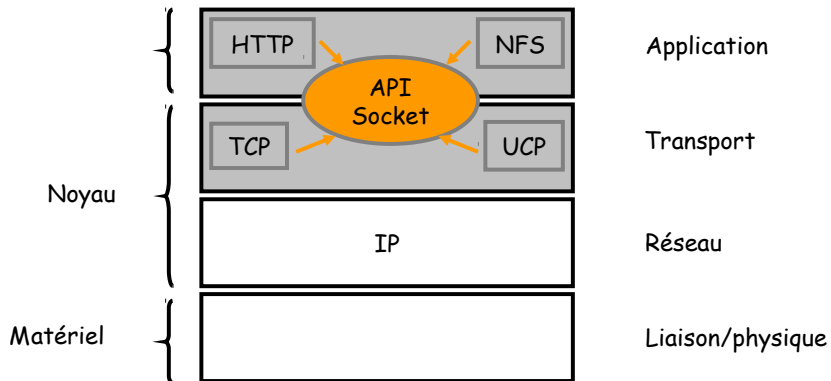 HTTP
NFS
Application
API
Socket
TCP
UCP
Transport
Noyau
IP
Réseau
Matériel
Liaison/physique